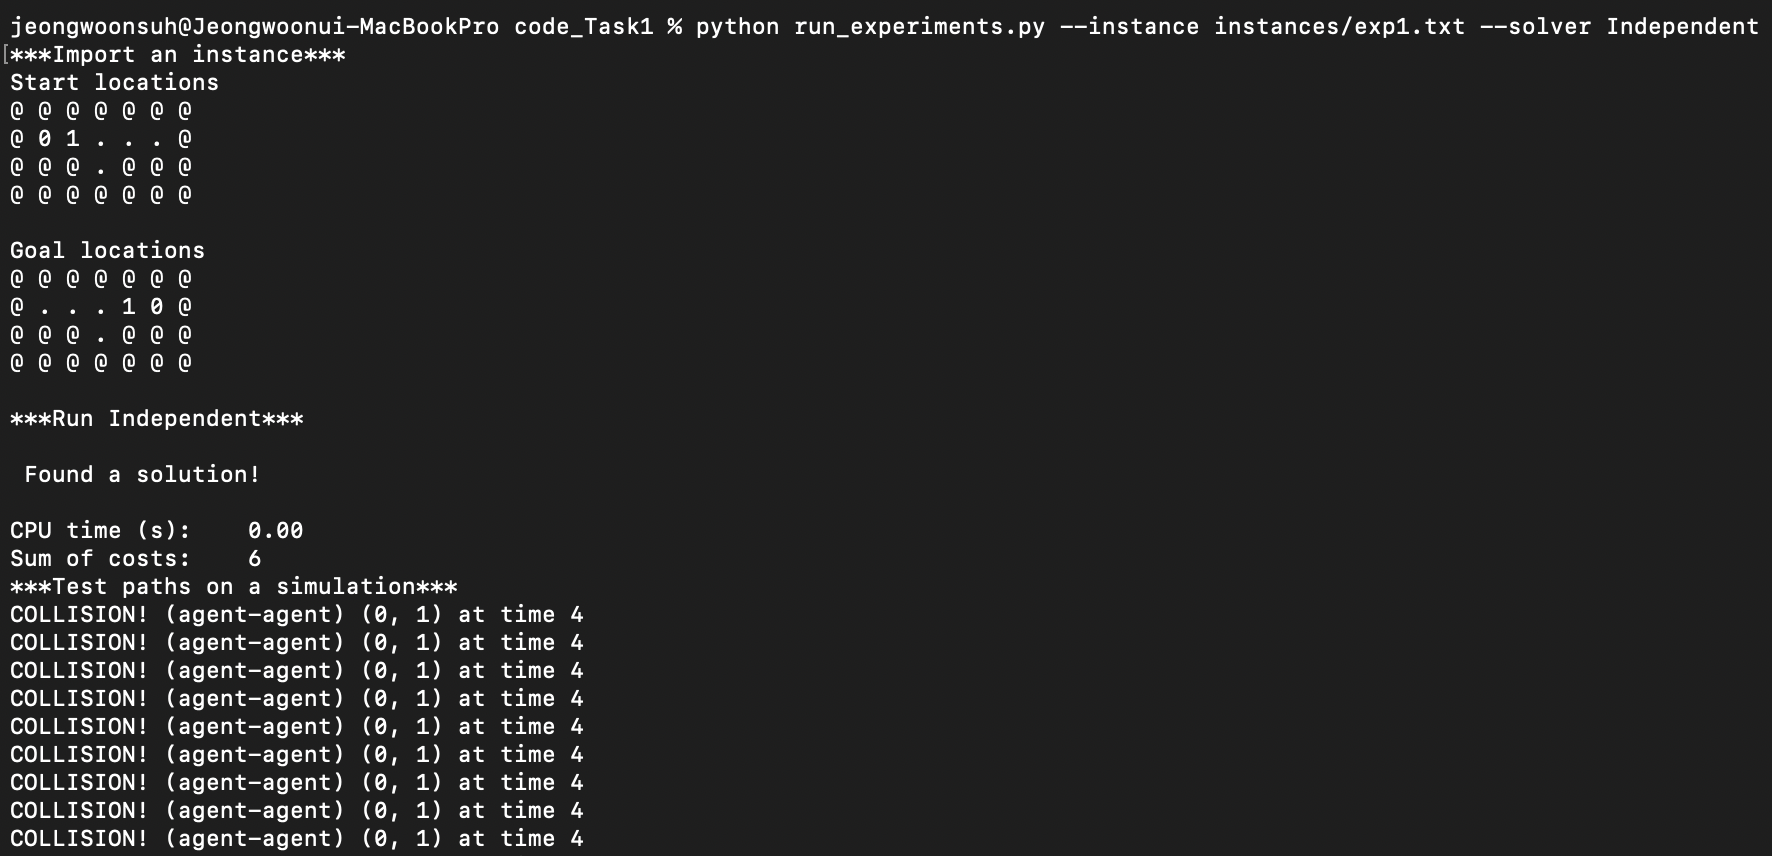 jeongwoonsuh@Jeongwoonui-MacBookPro code_Task1 % python run_experiments.py --instance instances/exp1.txt --solver Independent
[***Import an instance***
Start locations
@ @ @ @ @ @ @
@ 0 1 . . . @
@ @ @ . @ @ @
@ @ @ @ @ @ @
Goal locations
@ @ @ @ @ @ @
@ . . . 1 0 @
@ @ @ . @ @ @
@ @ @ @ @ @ @
***Run Independent***
Found a solution!
CPU time (s): 0.00
Sum of costs: 6
***Test paths on a simulation***
COLLISION! (agent-agent) (0, 1) at time 4
COLLISION! (agent-agent) (0, 1) at time 4
COLLISION! (agent-agent) (0, 1) at time 4
COLLISION! (agent-agent) (0, 1) at time 4
COLLISION! (agent-agent) (0, 1) at time 4
COLLISION! (agent-agent) (0, 1) at time 4
COLLISION! (agent-agent) (0, 1) at time 4
COLLISION! (agent-agent) (0, 1) at time 4
COLLISION! (agent-agent) (0, 1) at time 4